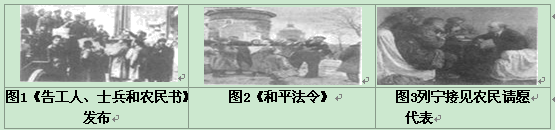 图1《告工人、士兵和农民书》
发布
图2《和平法令》
图3列宁接见农民请愿
代表